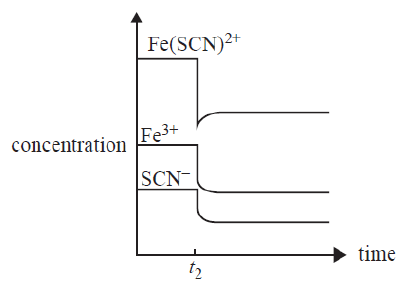 Fe(SCN)²⁺
Fe³⁺
concentration
SCN⁻
time
t₂